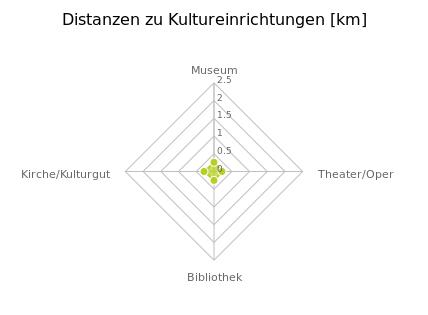 Distanzen zu Kultureinrichtungen [km]
Museum
2.5
2
1.5
1
0.5
0
Kirche/Kulturgut
Theater/Oper
Bibliothek